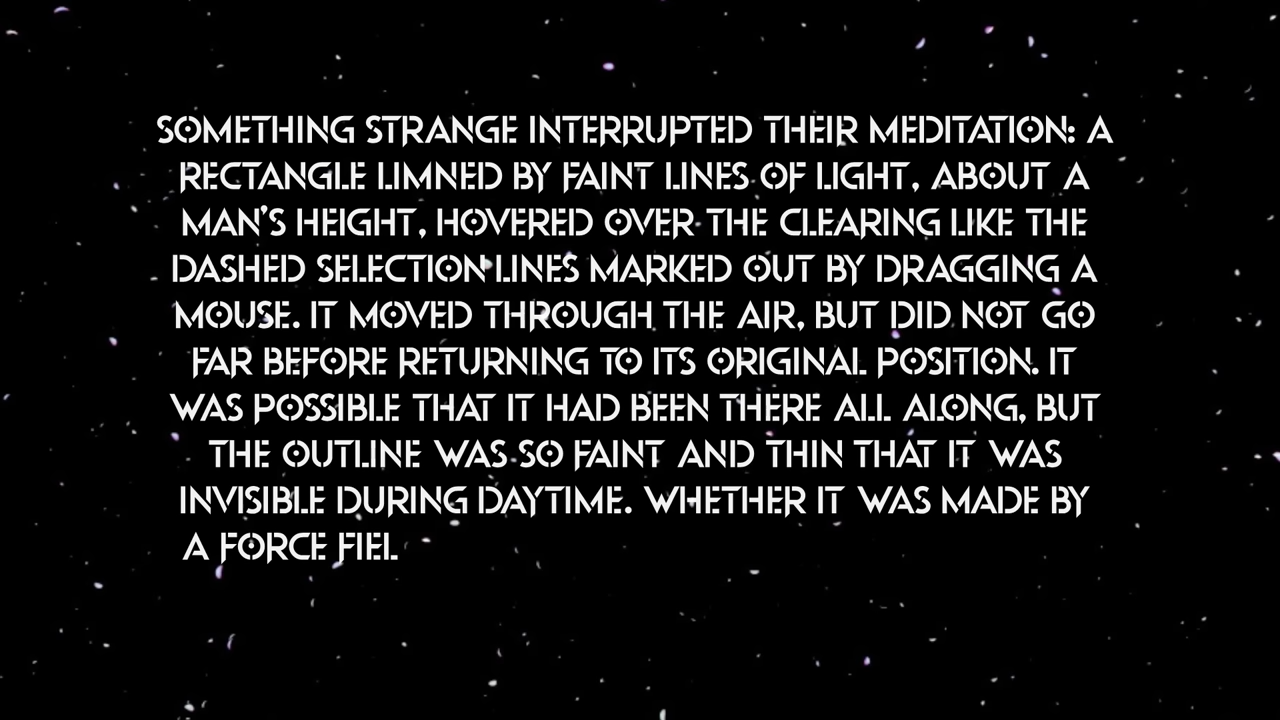 SOMETHING STRANGE INTERRUPTED THEIR MEDITATION: A
RECTANGLE LIMNED BY FAINT LINES OF LIGHT, ABOUT A
MAN'S HEIGHT, HOVERED OVER THE CLEARING LIKE THE
DASHED SELECTION LINES MARKED OUT BY DRAGGING A
MOUSE. IT MOVED THROUGH THE AIR, BUT DID NOT GO
FAR BEFORE RETURNING TO ITS ORIGINAL POSITION. IT
WAS POSSIBLE THAT IT HAD BEEN THERE ALL ALONG, BUT
THE OUTLINE WAS SO FAINT AND THIN THAT IT WAS
INVISIBLE DURING DAYTIME. WHETHER IT WAS MADE BY
A FORCE FIEL